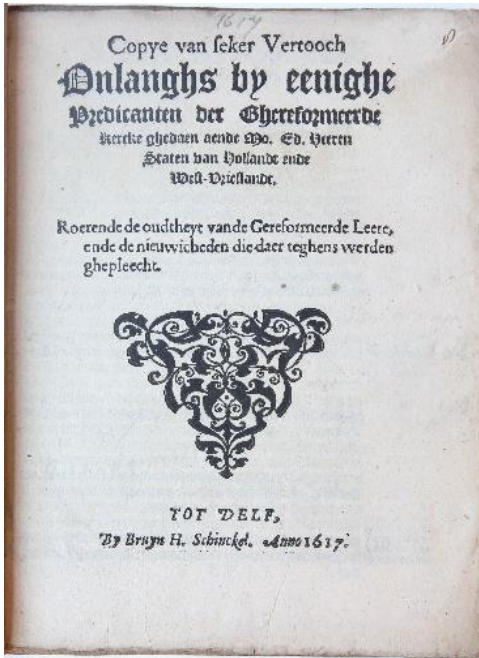 1617
Copye van seker Vertooch
Onlanghs by eenighe
Predicanten der Ghereformeerde
Kercke ghedaen aende Mo. Ed. Heeren
Staten van Hollandt ende
West-Vrieslandt.
Roerende de oudtheyt vande Gereformeerde Leere,
ende de nieuwicheden die daer teghens werden
ghepleecht.
TOT DELF,
By Bruyn H. Schinckel. Anno 1617.